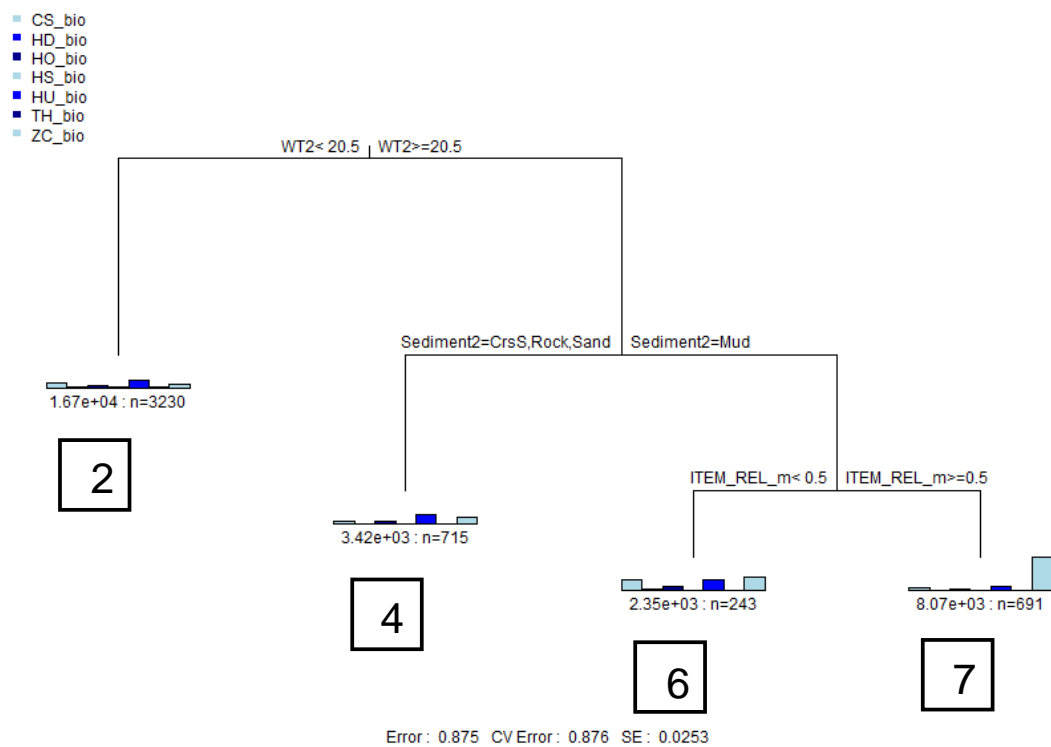 CS_bio
HD_bio
HO_bio
HS_bio
HU_bio
TH_bio
ZC_bio
WT2< 20.5 WT2>=20.5
Sediment2=CrsS,Rock,Sand Sediment2=Mud
1.67e+04 : n=3230
2
ITEM_REL_m< 0.5 ITEM_REL_m>=0.5
3.42e+03 : n=715
4
2.35e+03 : n=243
8.07e+03 : n=691
6
7
Error : 0.875 CV Error : 0.876 SE : 0.0253